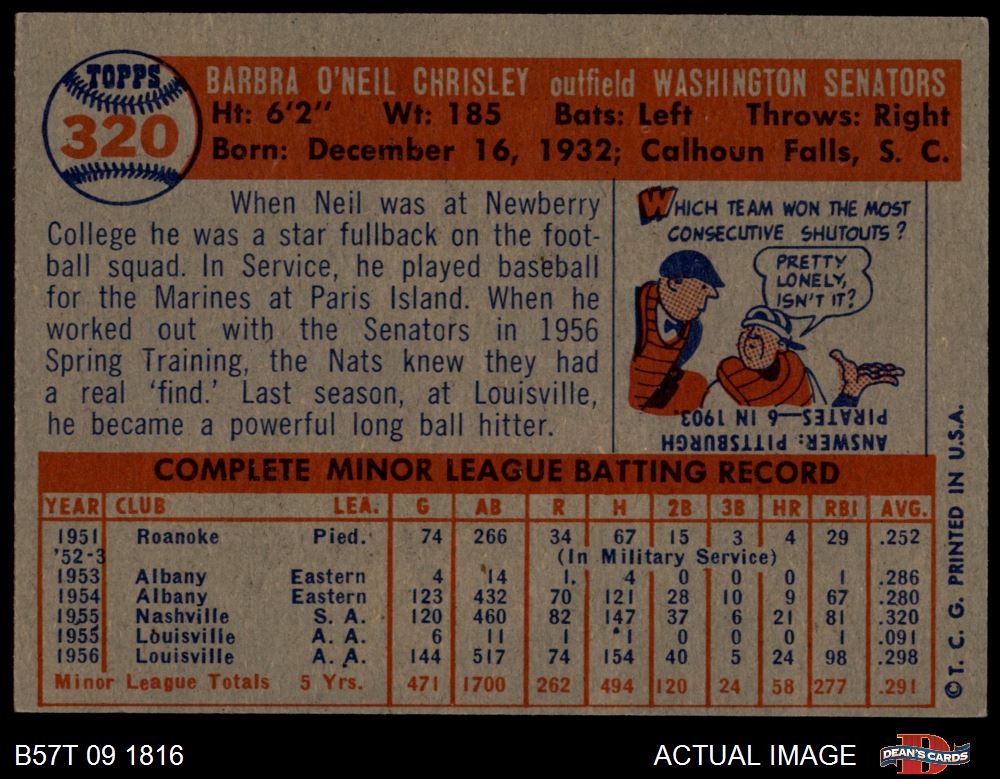 TOPPS
320
BARBRA O'NEIL CHRISLEY outfield WASHINGTON SENATORS
Ht: 6'2" Wt: 185 Bats: Left Throws: Right
Born: December 16, 1932; Calhoun Falls, S. C.
When Neil was at Newberry
College he was a star fullback on the foot-
ball squad. In Service, he played baseball
for the Marines at Paris Island. When he
worked out with the Senators in 1956
Spring Training, the Nats knew they had
a real 'find.' Last season, at Louisville,
he became a powerful long ball hitter.
WHICH TEAM WON THE MOST
CONSECUTIVE SHUTOUTS?
PRETTY
LONELY,
ISN'T IT?
ANSWER: PITTSBURGH
PIRATES—6 IN 1903.
COMPLETE MINOR LEAGUE BATTING RECORD
YEAR CLUB LEA. G AB R H 2B 3B HR RBI AVG.
1951 Roanoke Pied. 74 266 34 67 15 3 4 29 .252
'52-3 (In Military Service)
1953 Albany Eastern 4 14 1 4 0 0 0 1 .286
1954 Albany Eastern 123 432 70 121 28 10 9 67 .280
1955 Nashville S. A. 120 460 82 147 37 6 21 81 .320
1955 Louisville A. A. 6 11 1 1 0 0 0 1 .091
1956 Louisville A. A. 144 517 74 154 40 5 24 98 .298
Minor League Totals 5 Yrs. 471 1700 262 494 120 24 58 277 .291
© T. C. G. PRINTED IN U.S.A.
B57T 09 1816 ACTUAL IMAGE
DEAN'S CARDS